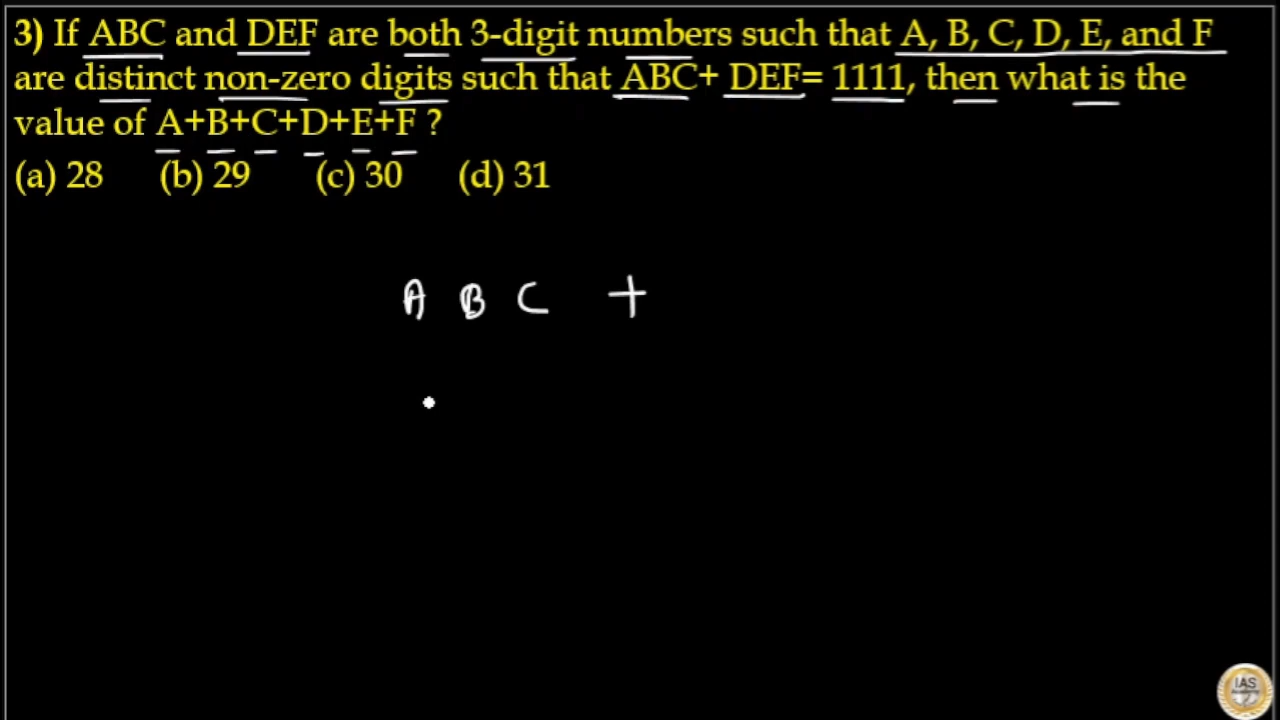 3) If ABC and DEF are both 3-digit numbers such that A, B, C, D, E, and F
are distinct non-zero digits such that ABC+ DEF= 1111, then what is the
value of A+B+C+D+E+F ?
(a) 28 (b) 29 (c) 30 (d) 31
A B C +
IAS